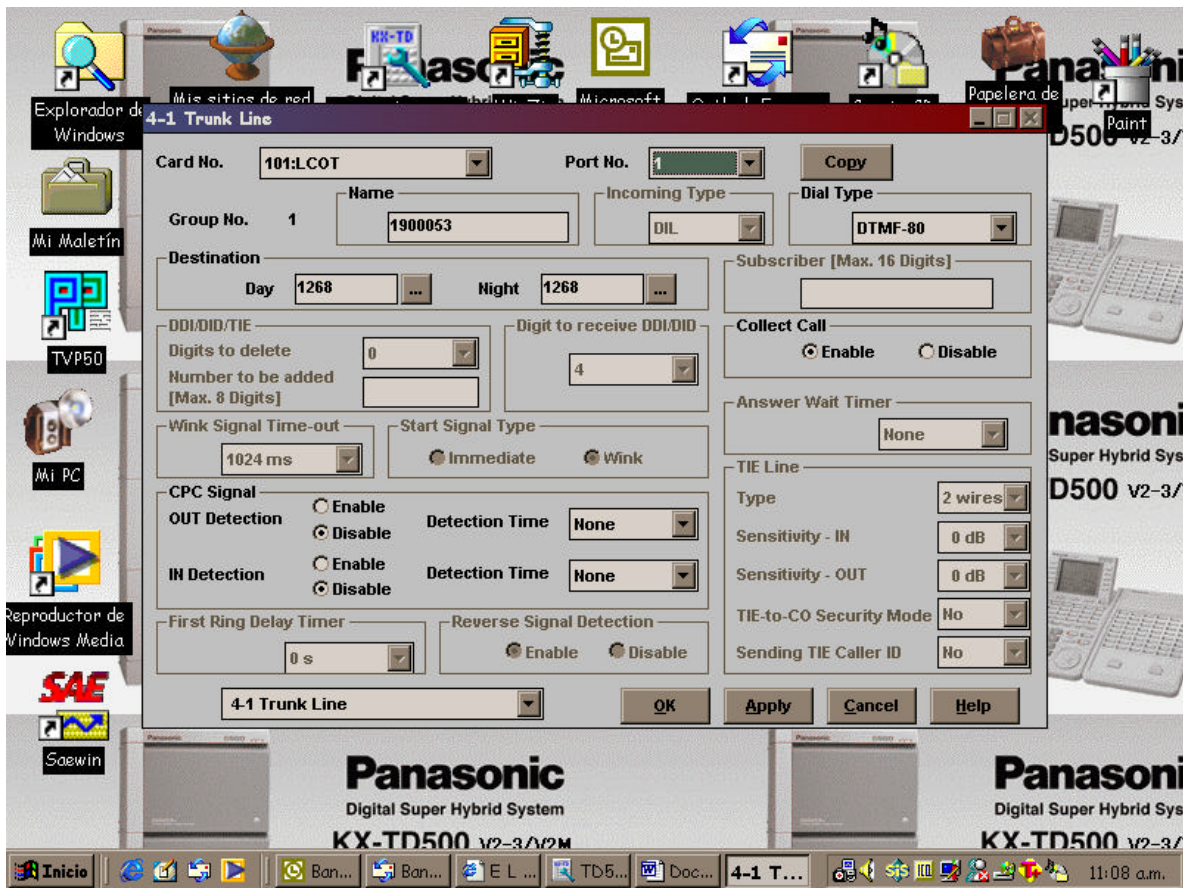 Panasonic
Panasonic
KX-TD
Explorador de
Windows
Mis sitios de red
Microsoft
Papelera de
Paint
Super Hybrid Sys
D500 V2-3/
4-1 Trunk Line
Card No. 101:LCOT Port No. 1 Copy
Name Incoming Type Dial Type
Group No. 1 1900053 DIL DTMF-80
Mi Maletín
Destination Subscriber [Max. 16 Digits]
Day 1268 ... Night 1268 ...
DDI/DID/TIE Digit to receive DDI/DID Collect Call
Digits to delete 0 Enable Disable
TVP50
Number to be added 4
[Max. 8 Digits]
Answer Wait Timer
Wink Signal Time-out Start Signal Type None
1024 ms Immediate Wink
Mi PC
nasoni
Super Hybrid Sys
D500 V2-3/
TIE Line
CPC Signal Type 2 wires
OUT Detection Enable Detection Time None
Disable
Sensitivity - IN 0 dB
IN Detection Enable Detection Time None
Disable
Sensitivity - OUT 0 dB
Reproductor de
Windows Media
TIE-to-CO Security Mode No
First Ring Delay Timer Reverse Signal Detection
0 s Enable Disable
Sending TIE Caller ID No
SAE
4-1 Trunk Line OK Apply Cancel Help
Saewin
Panasonic D500
Panasonic D500
Panasonic
Digital Super Hybrid System
KX-TD500 V2-3/V2M
Panasoni
Digital Super Hybrid Sys
KX-TD500 V2-3/
Inicio Ban... Ban... E L ... TD5... Doc... 4-1 T... 11:08 a.m.